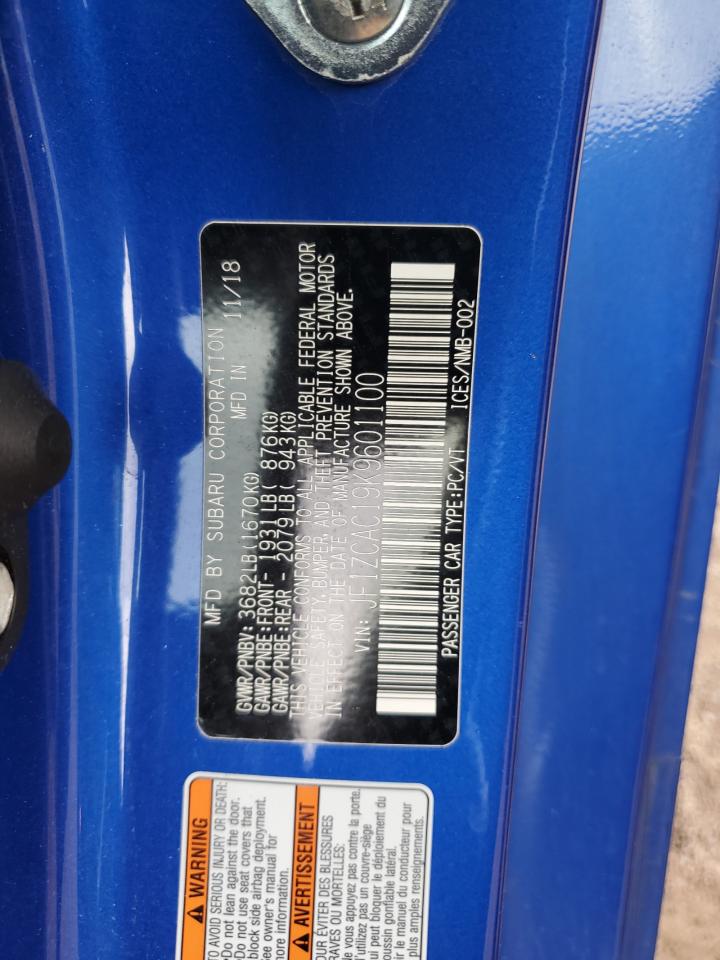 MFD BY SUBARU CORPORATION
MFD IN 11/18
GVWR/PNBV: 3682LB(1670KG)
GAWR/PNBE:FRONT- 1931LB( 876KG)
GAWR/PNBE:REAR - 2079LB( 943KG)
THIS VEHICLE CONFORMS TO ALL APPLICABLE FEDERAL MOTOR
VEHICLE SAFETY, BUMPER, AND THEFT PREVENTION STANDARDS
IN EFFECT ON THE DATE OF MANUFACTURE SHOWN ABOVE.
VIN: JF1ZCAC19K9601100
PASSENGER CAR TYPE:PC/VT ICES/NMB-002
WARNING
TO AVOID SERIOUS INJURY OR DEATH:
•Do not lean against the door.
•Do not use seat covers that
block side airbag deployment.
See owner's manual for
more information.
AVERTISSEMENT
POUR ÉVITER DES BLESSURES
GRAVES OU MORTELLES:
ne vous appuyez pas contre la porte.
utilisez pas un couvre-siège
qui peut bloquer le déploiement du
coussin gonflable latéral.
ir le manuel du conducteur pour
plus amples renseignements.